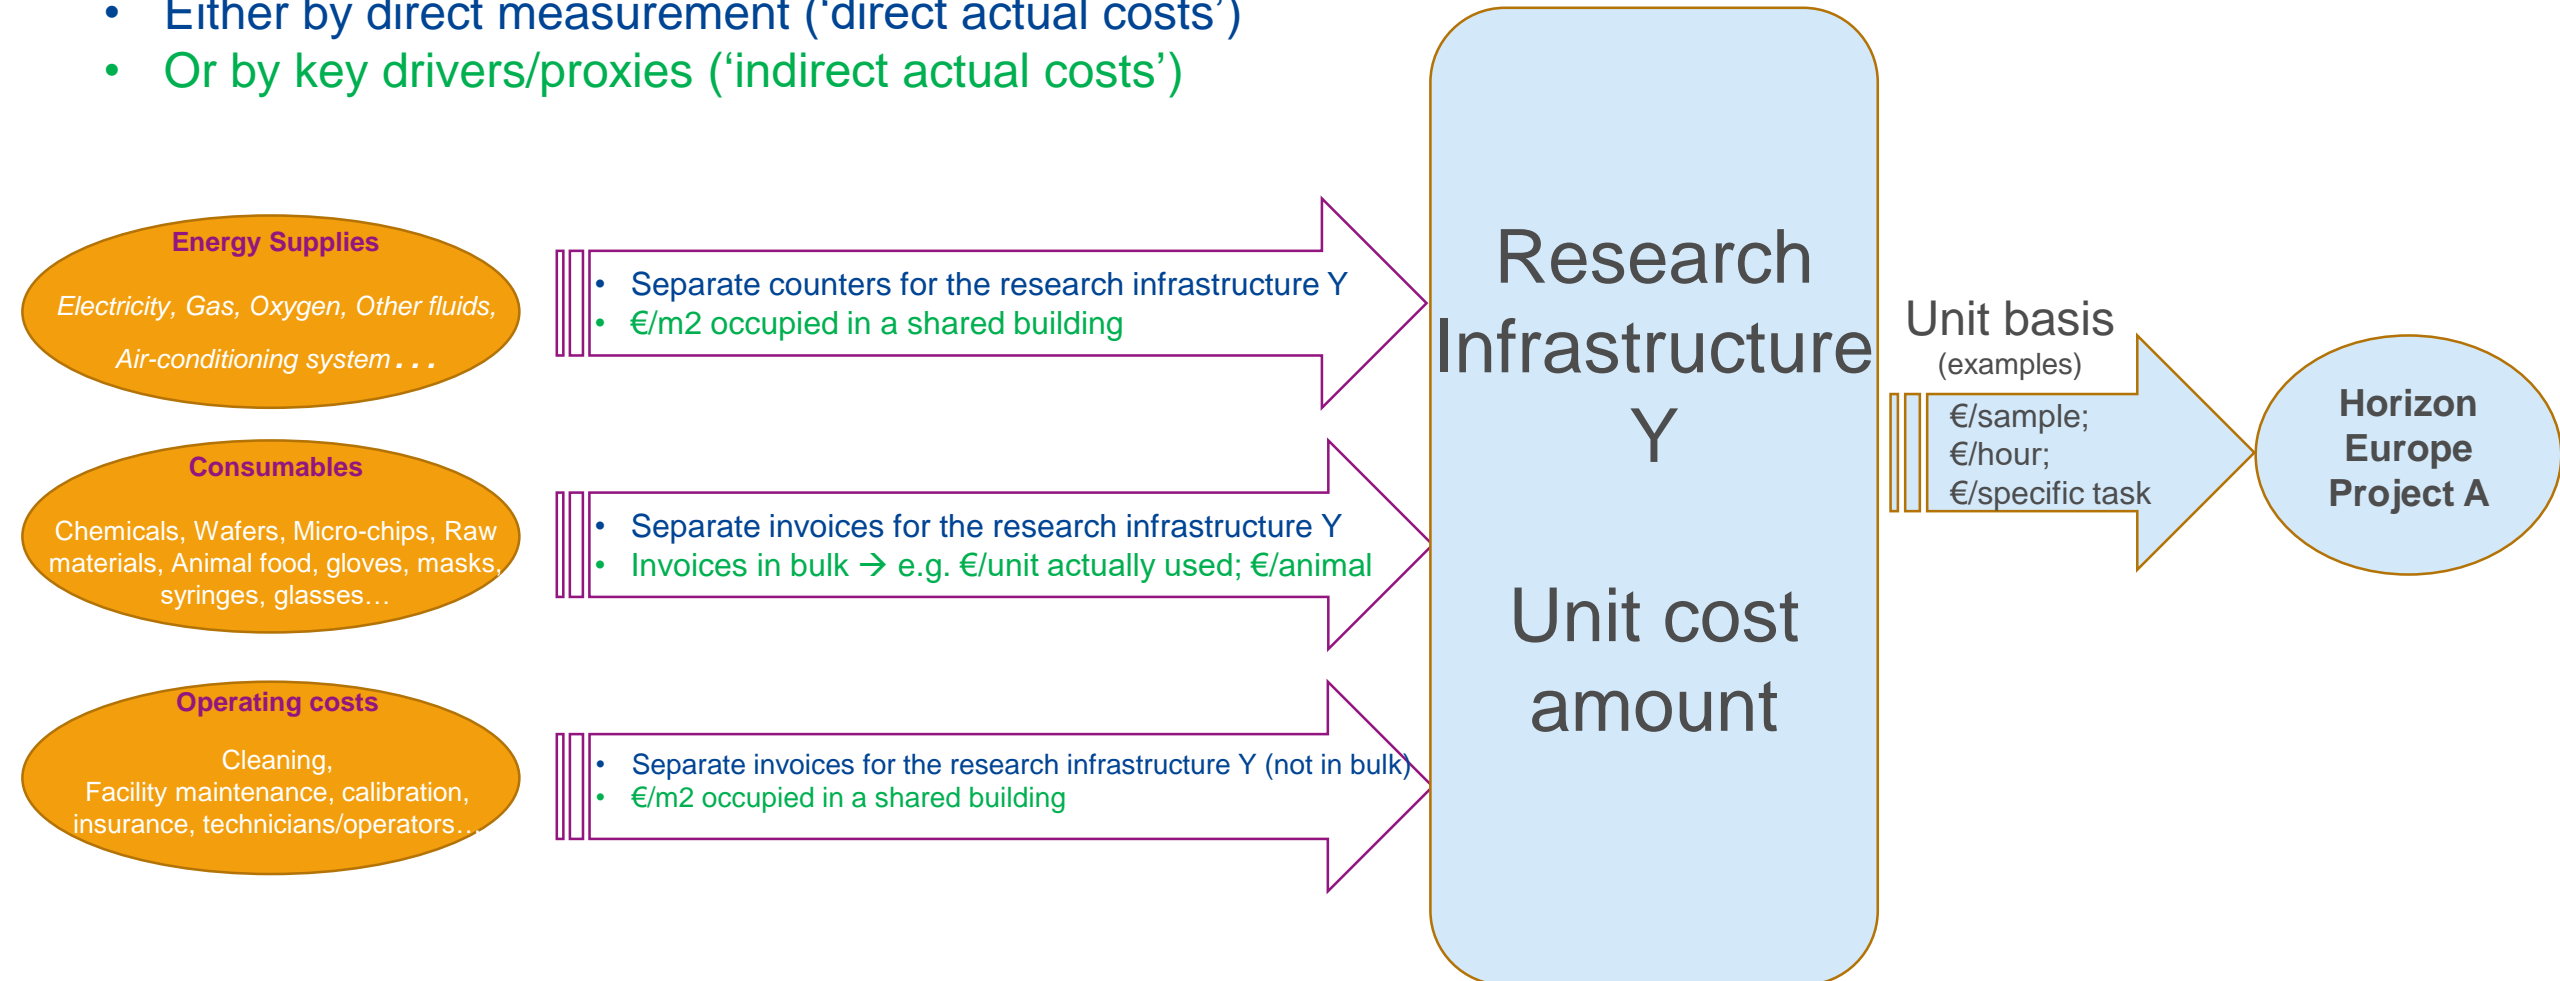 • Either by direct measurement (‘direct actual costs’)
• Or by key drivers/proxies (‘indirect actual costs’)
Energy Supplies
Electricity, Gas, Oxygen, Other fluids,
Air-conditioning system...
• Separate counters for the research infrastructure Y
• €/m2 occupied in a shared building
Consumables
Chemicals, Wafers, Micro-chips, Raw
materials, Animal food, gloves, masks,
syringes, glasses…
• Separate invoices for the research infrastructure Y
• Invoices in bulk → e.g. €/unit actually used; €/animal
Operating costs
Cleaning,
Facility maintenance, calibration,
insurance, technicians/operators…
• Separate invoices for the research infrastructure Y (not in bulk)
• €/m2 occupied in a shared building
Research
Infrastructure
Y
Unit cost
amount
Unit basis
(examples)
€/sample;
€/hour;
€/specific task
Horizon
Europe
Project A